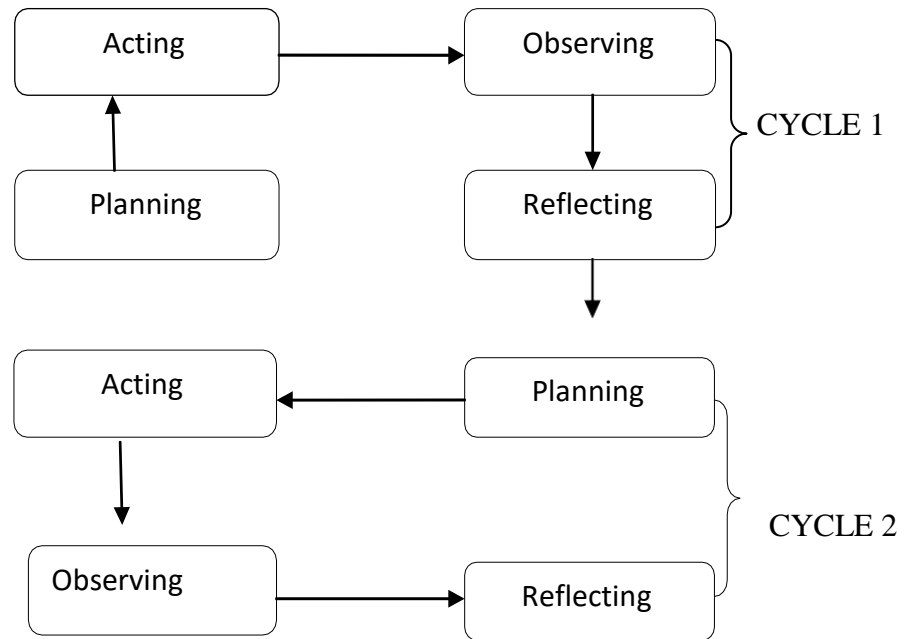 Acting
Observing
CYCLE 1
Planning
Reflecting
Acting
Planning
CYCLE 2
Observing
Reflecting